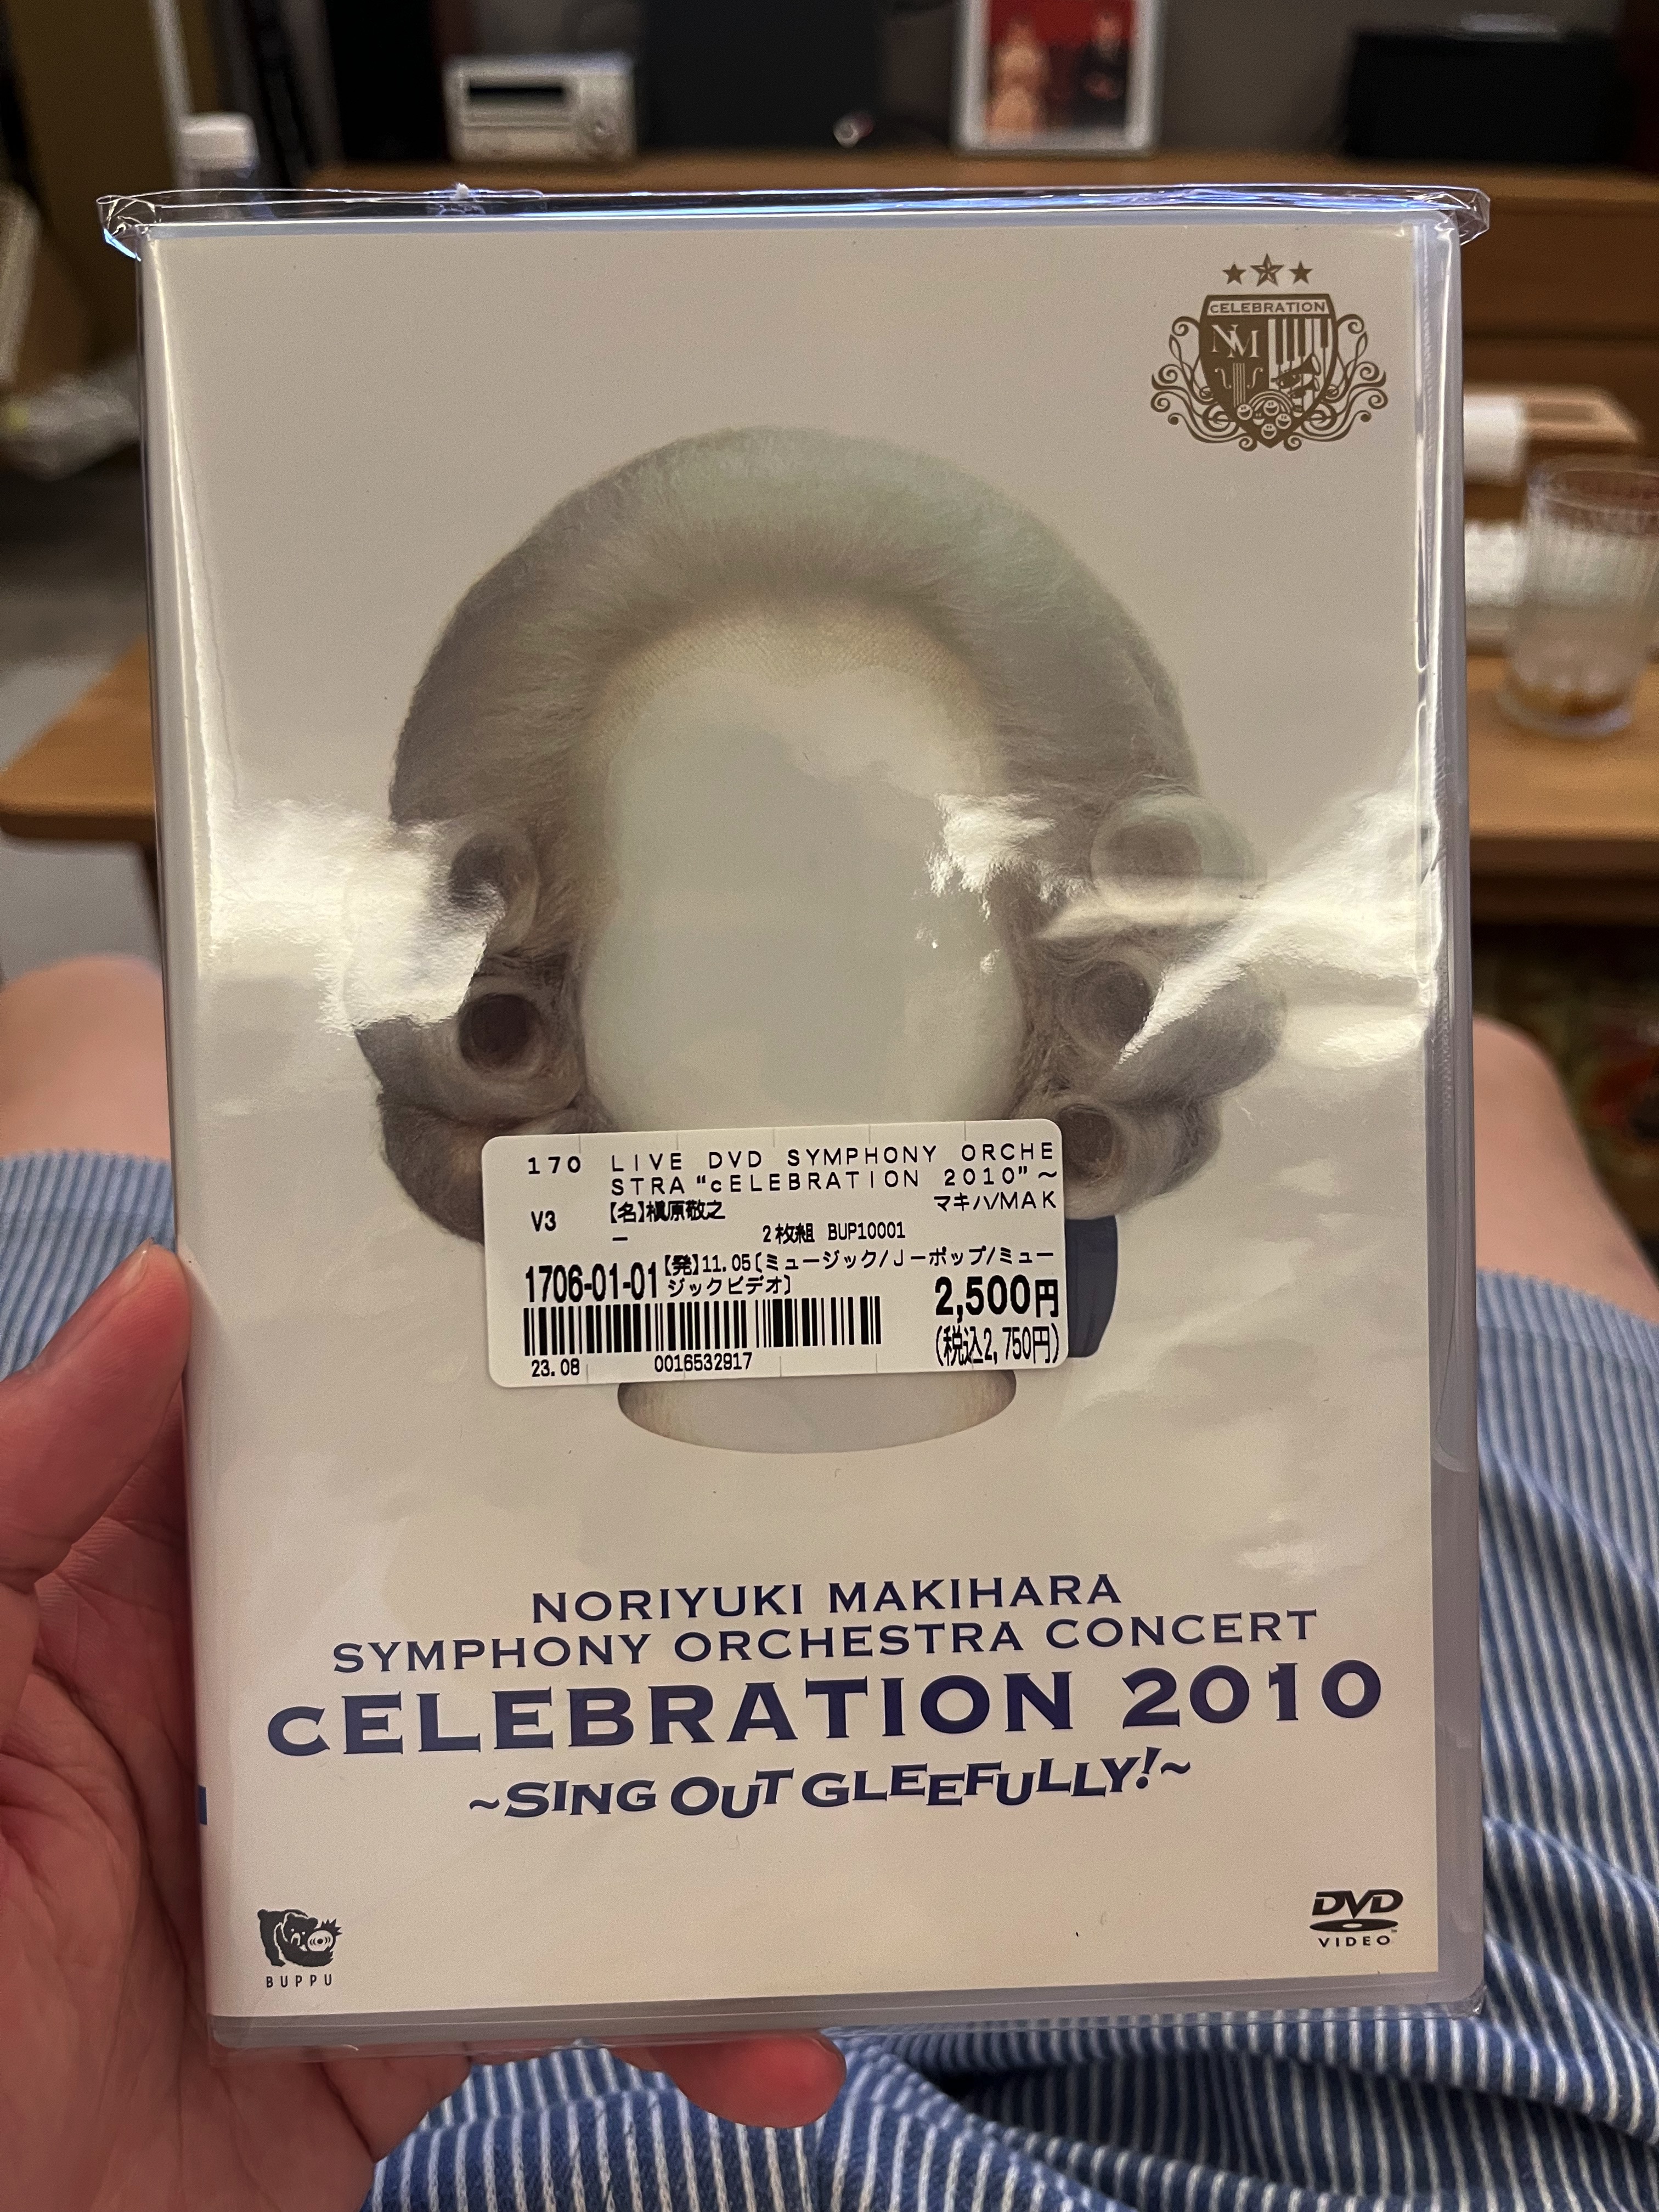 CELEBRATION
NM
170 LIVE DVD SYMPHONY ORCHE
STRA“cELEBRATION 2010”~
V3 【名】槇原敬之 マキハ/MAK
ー 2枚組 BUP10001
1706-01-01 【発】11.05〔ミュージック/Jーポップ/ミュー
ジックビデオ〕
2,500円
(税込2,750円)
23.08 0016532917
NORIYUKI MAKIHARA
SYMPHONY ORCHESTRA CONCERT
cELEBRATION 2010
~SING OUT GLEEFULLY!~
BUPPU
DVD
VIDEO